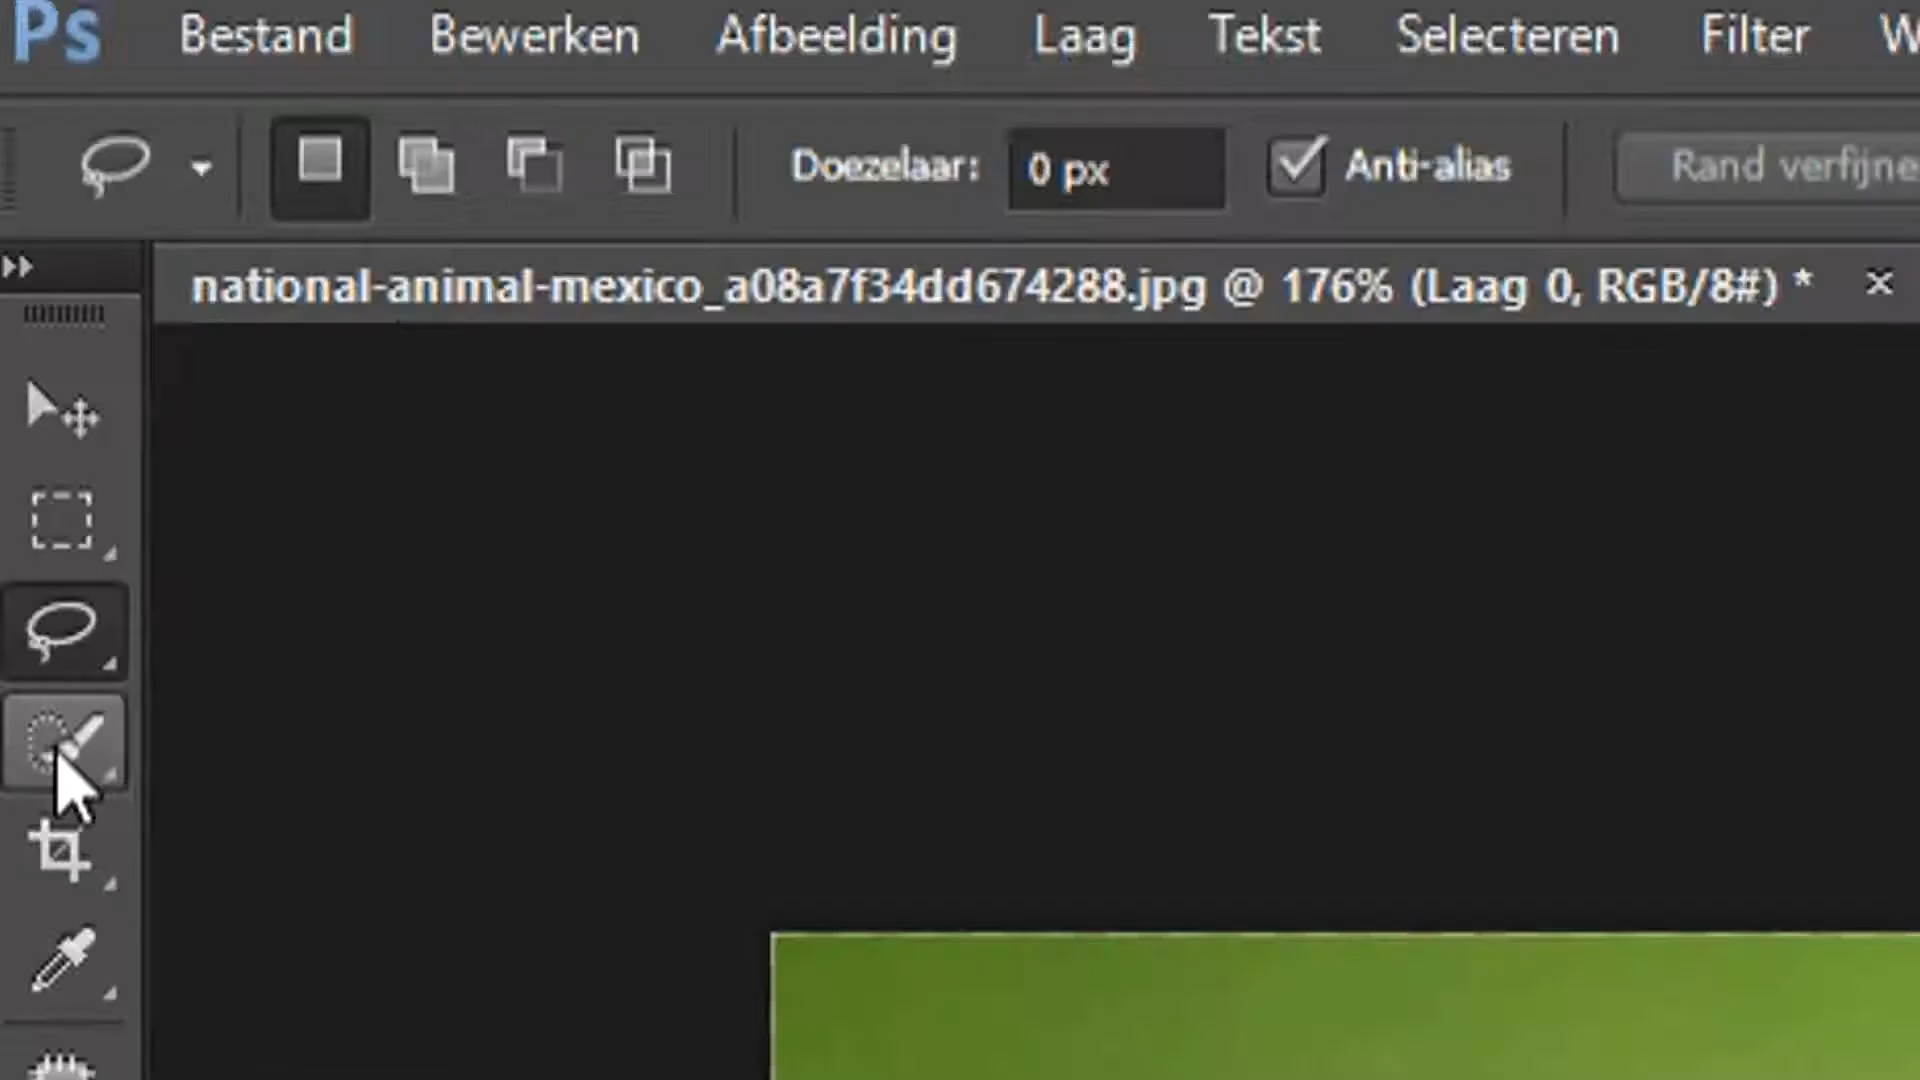 Ps Bestand Bewerken Afbeelding Laag Tekst Selecteren Filter
Doezelaar: 0 px Anti-alias Rand verfijne
national-animal-mexico_a08a7f34dd674288.jpg @ 176% (Laag 0, RGB/8#) * ×